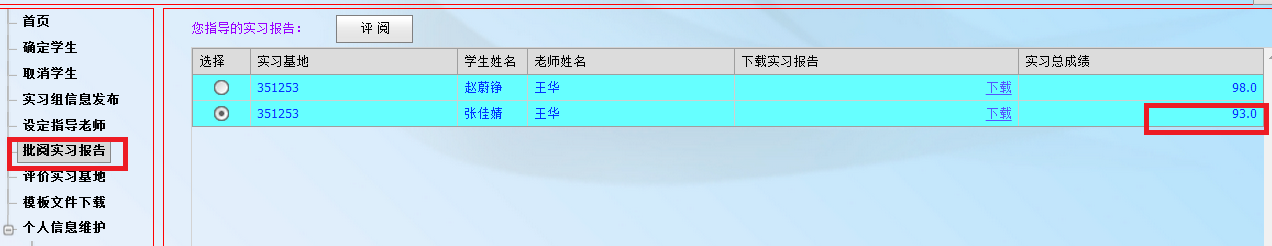 首页
确定学生
取消学生
实习组信息发布
设定指导老师
批阅实习报告
评价实习基地
模板文件下载
个人信息维护
您指导的实习报告： 评 阅
选择 实习基地 学生姓名 老师姓名 下载实习报告 实习总成绩
351253 赵蔚铮 王华 下载 98.0
351253 张佳婧 王华 下载 93.0